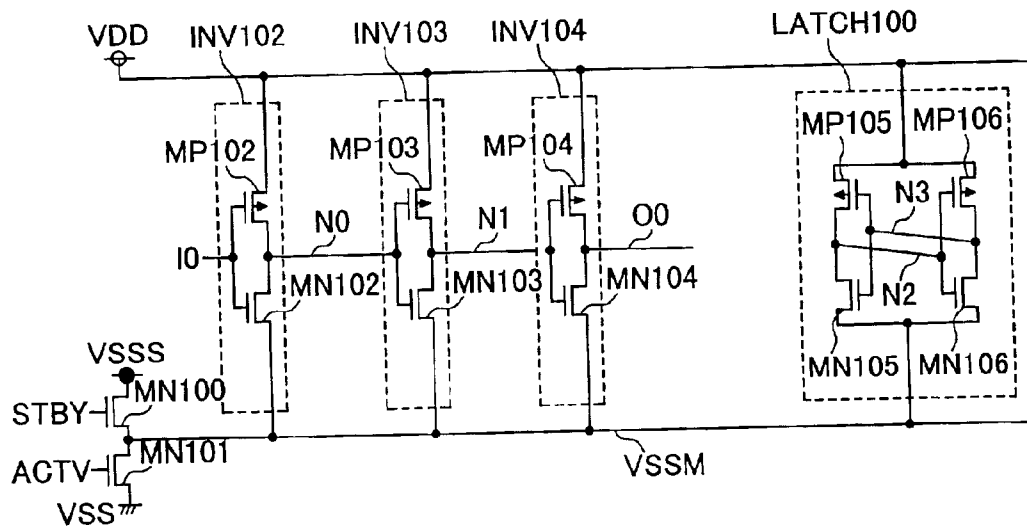 VDD
INV102
INV103
INV104
LATCH100
MP102
MP103
MP104
MP105
MP106
I0
N0
N1
O0
N3
N2
MN102
MN103
MN104
MN105
MN106
VSSS
STBY
MN100
ACTV
MN101
VSS
VSSM